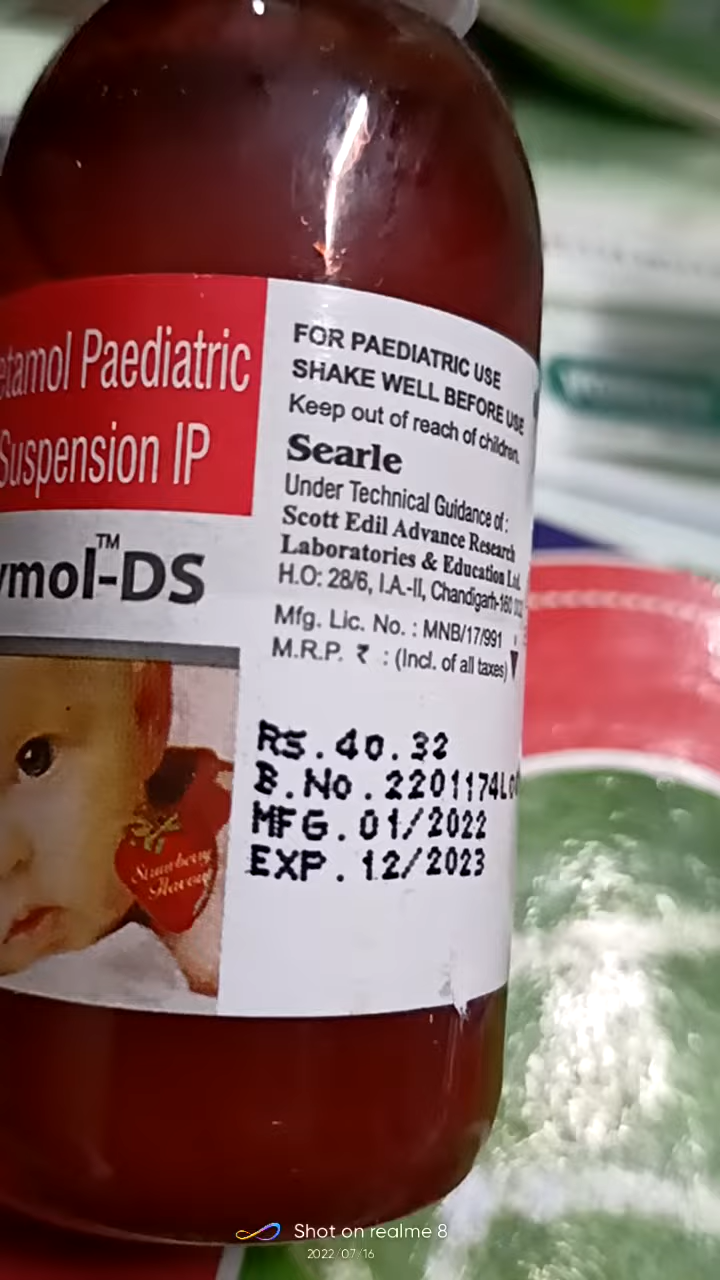 etamol Paediatric
Suspension IP
ymol-DS
TM
Strawberry
Flavour
FOR PAEDIATRIC USE
SHAKE WELL BEFORE USE
Keep out of reach of children.
Searle
Under Technical Guidance of :
Scott Edil Advance Research
Laboratories & Education Ltd.
H.O: 28/6, I.A.-II, Chandigarh-160
Mfg. Lic. No. : MNB/17/991
M.R.P. ₹ : (Incl. of all taxes)
RS.40.32
B.No.2201174L
MFG.01/2022
EXP.12/2023
Shot on realme 8
2022/07/16